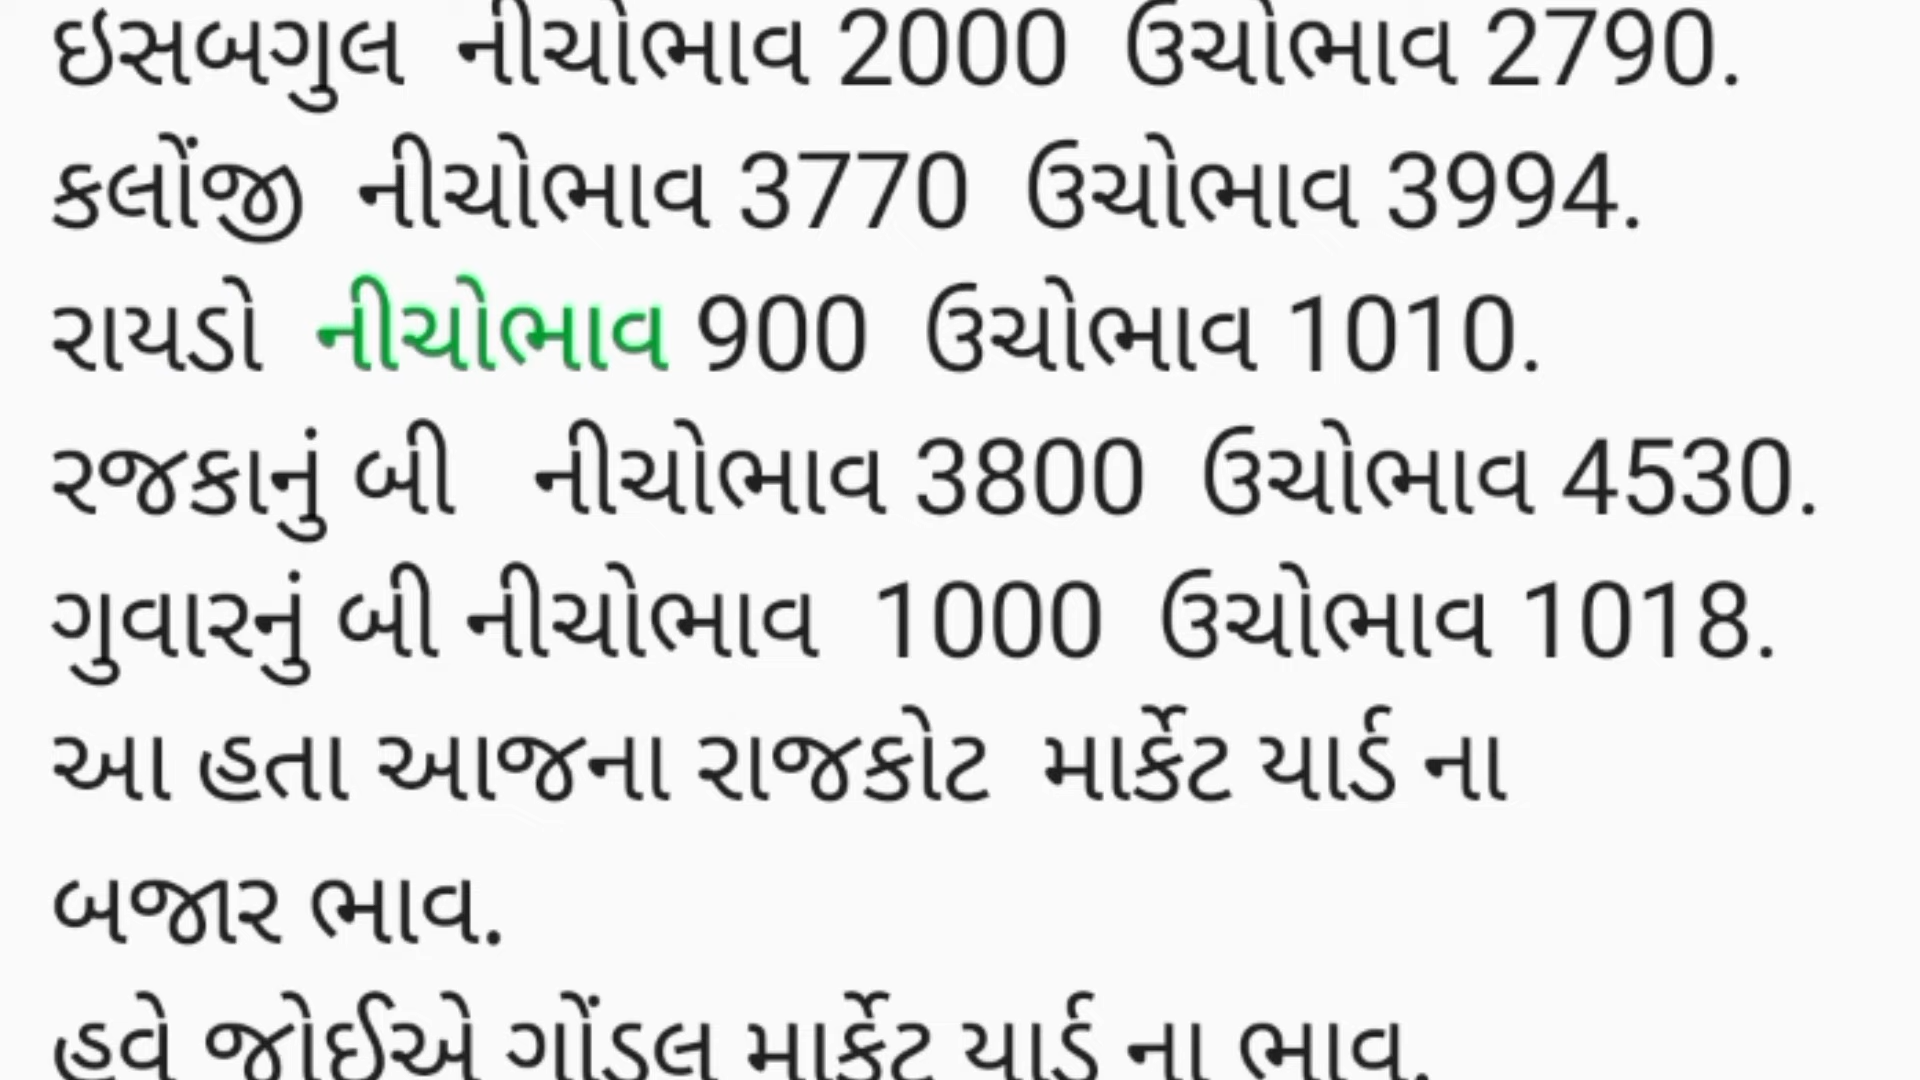 ઇસબગુલ નીચોભાવ 2000 ઉચોભાવ 2790.
કલોંજી નીચોભાવ 3770 ઉચોભાવ 3994.
રાયડો નીચોભાવ 900 ઉચોભાવ 1010.
રજકાનું બી નીચોભાવ 3800 ઉચોભાવ 4530.
ગુવારનું બી નીચોભાવ 1000 ઉચોભાવ 1018.
આ હતા આજના રાજકોટ માર્કેટ યાર્ડ ના
બજાર ભાવ.
હવે જોઈએ ગોંડલ માર્કેટ યાર્ડ ના ભાવ.